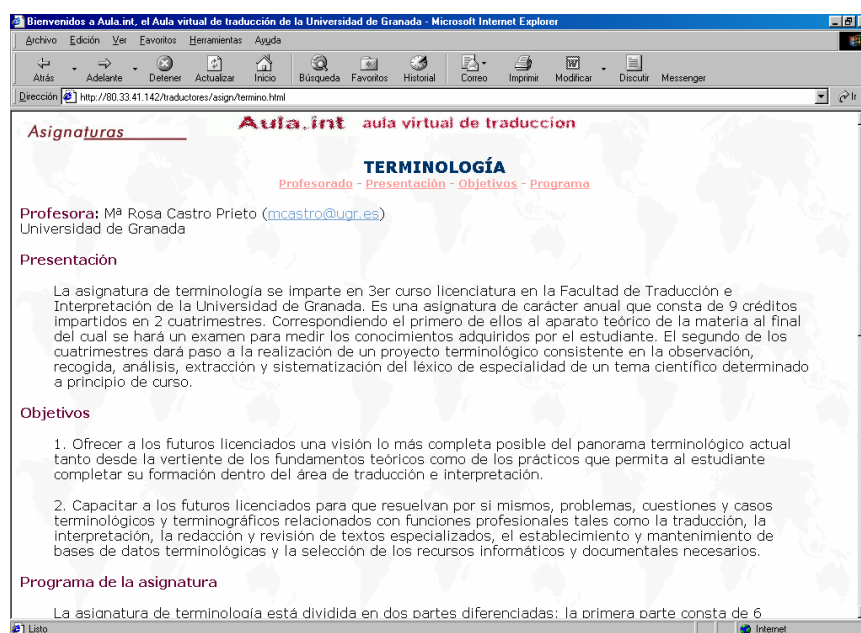 Bienvenidos a Aula.int, el Aula virtual de traducción de la Universidad de Granada - Microsoft Internet Explorer
Archivo Edición Ver Favoritos Herramientas Ayuda
Atrás Adelante Detener Actualizar Inicio Búsqueda Favoritos Historial Correo Imprimir Modificar Discutir Messenger
Dirección http://80.33.41.142/traductores/asign/termino.html Ir
Asignaturas Aula.int aula virtual de traduccion
TERMINOLOGÍA
Profesorado - Presentación - Objetivos - Programa
Profesora: Mª Rosa Castro Prieto (mcastro@ugr.es)
Universidad de Granada
Presentación
La asignatura de terminología se imparte en 3er curso licenciatura en la Facultad de Traducción e
Interpretación de la Universidad de Granada. Es una asignatura de carácter anual que consta de 9 créditos
impartidos en 2 cuatrimestres. Correspondiendo el primero de ellos al aparato teórico de la materia al final
del cual se hará un examen para medir los conocimientos adquiridos por el estudiante. El segundo de los
cuatrimestres dará paso a la realización de un proyecto terminológico consistente en la observación,
recogida, análisis, extracción y sistematización del léxico de especialidad de un tema científico determinado
a principio de curso.
Objetivos
1. Ofrecer a los futuros licenciados una visión lo más completa posible del panorama terminológico actual
tanto desde la vertiente de los fundamentos teóricos como de los prácticos que permita al estudiante
completar su formación dentro del área de traducción e interpretación.
2. Capacitar a los futuros licenciados para que resuelvan por si mismos, problemas, cuestiones y casos
terminológicos y terminográficos relacionados con funciones profesionales tales como la traducción, la
interpretación, la redacción y revisión de textos especializados, el establecimiento y mantenimiento de
bases de datos terminológicas y la selección de los recursos informáticos y documentales necesarios.
Programa de la asignatura
La asignatura de terminología está dividida en dos partes diferenciadas: la primera parte consta de 6
Listo Internet